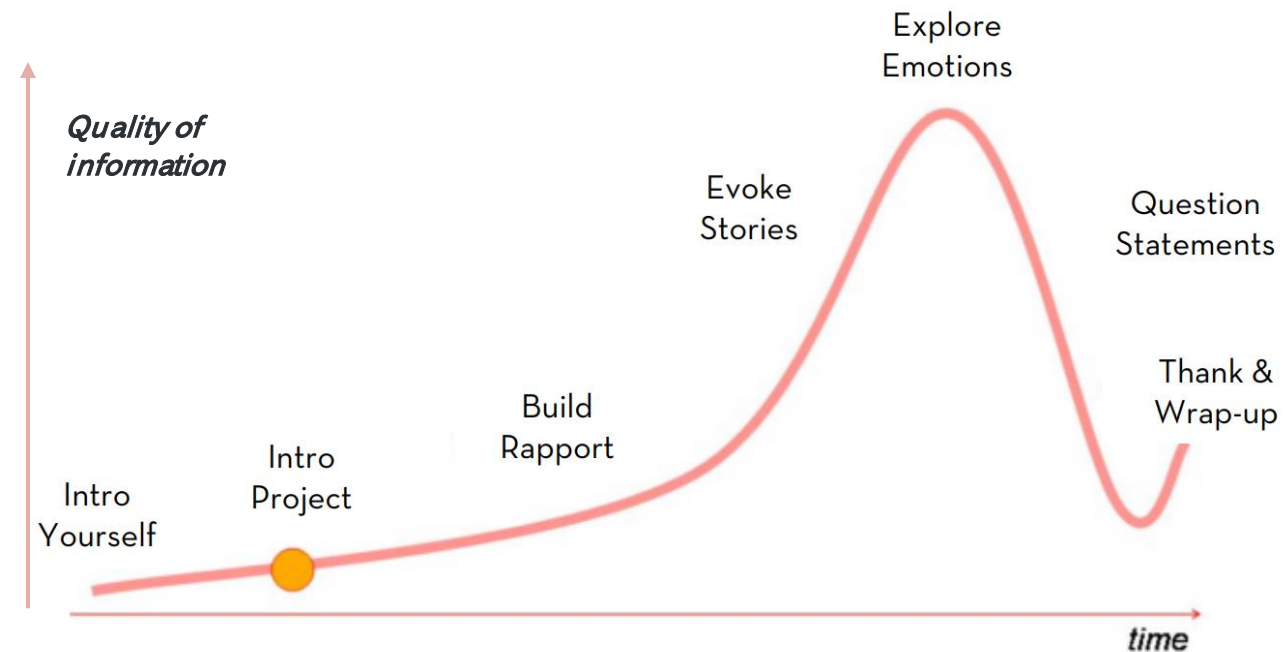 Explore
Emotions
Quality of
information
Evoke
Stories
Question
Statements
Thank &
Wrap-up
Build
Rapport
Intro
Project
Intro
Yourself
time